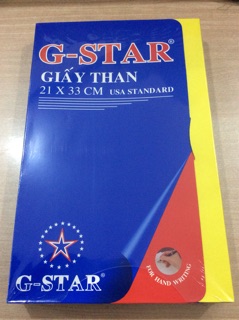 G-STAR®
GIẤY THAN
21 X 33 CM USA STANDARD
FOR HAND WRITING
G-STAR®